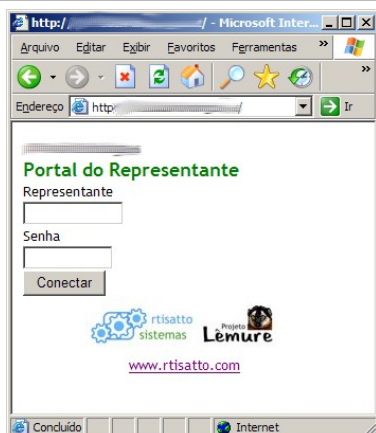 http:/ / - Microsoft Inter...
Arquivo Editar Exibir Favoritos Ferramentas »
»
Endereço http / Ir
Portal do Representante
Representante
Senha
Conectar
rtisatto Projeto
sistemas Lêmure
www.rtisatto.com
Concluído Internet